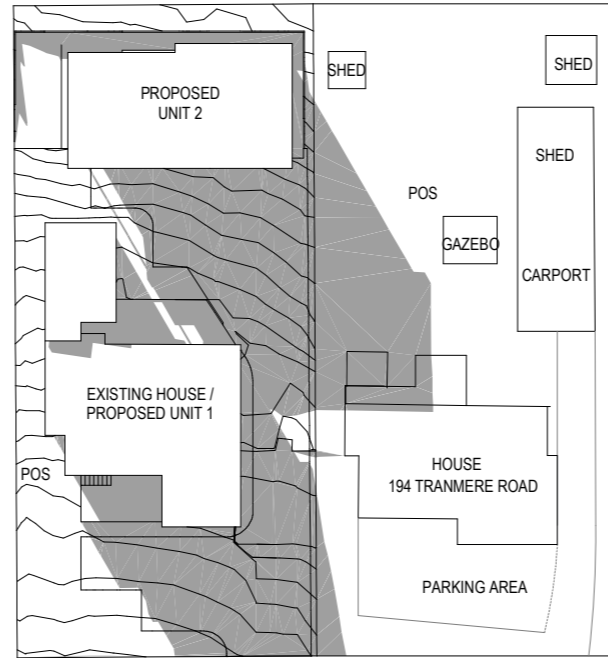 SHED
SHED
PROPOSED
UNIT 2
SHED
POS
GAZEBO
CARPORT
EXISTING HOUSE /
PROPOSED UNIT 1
POS
HOUSE
194 TRANMERE ROAD
PARKING AREA